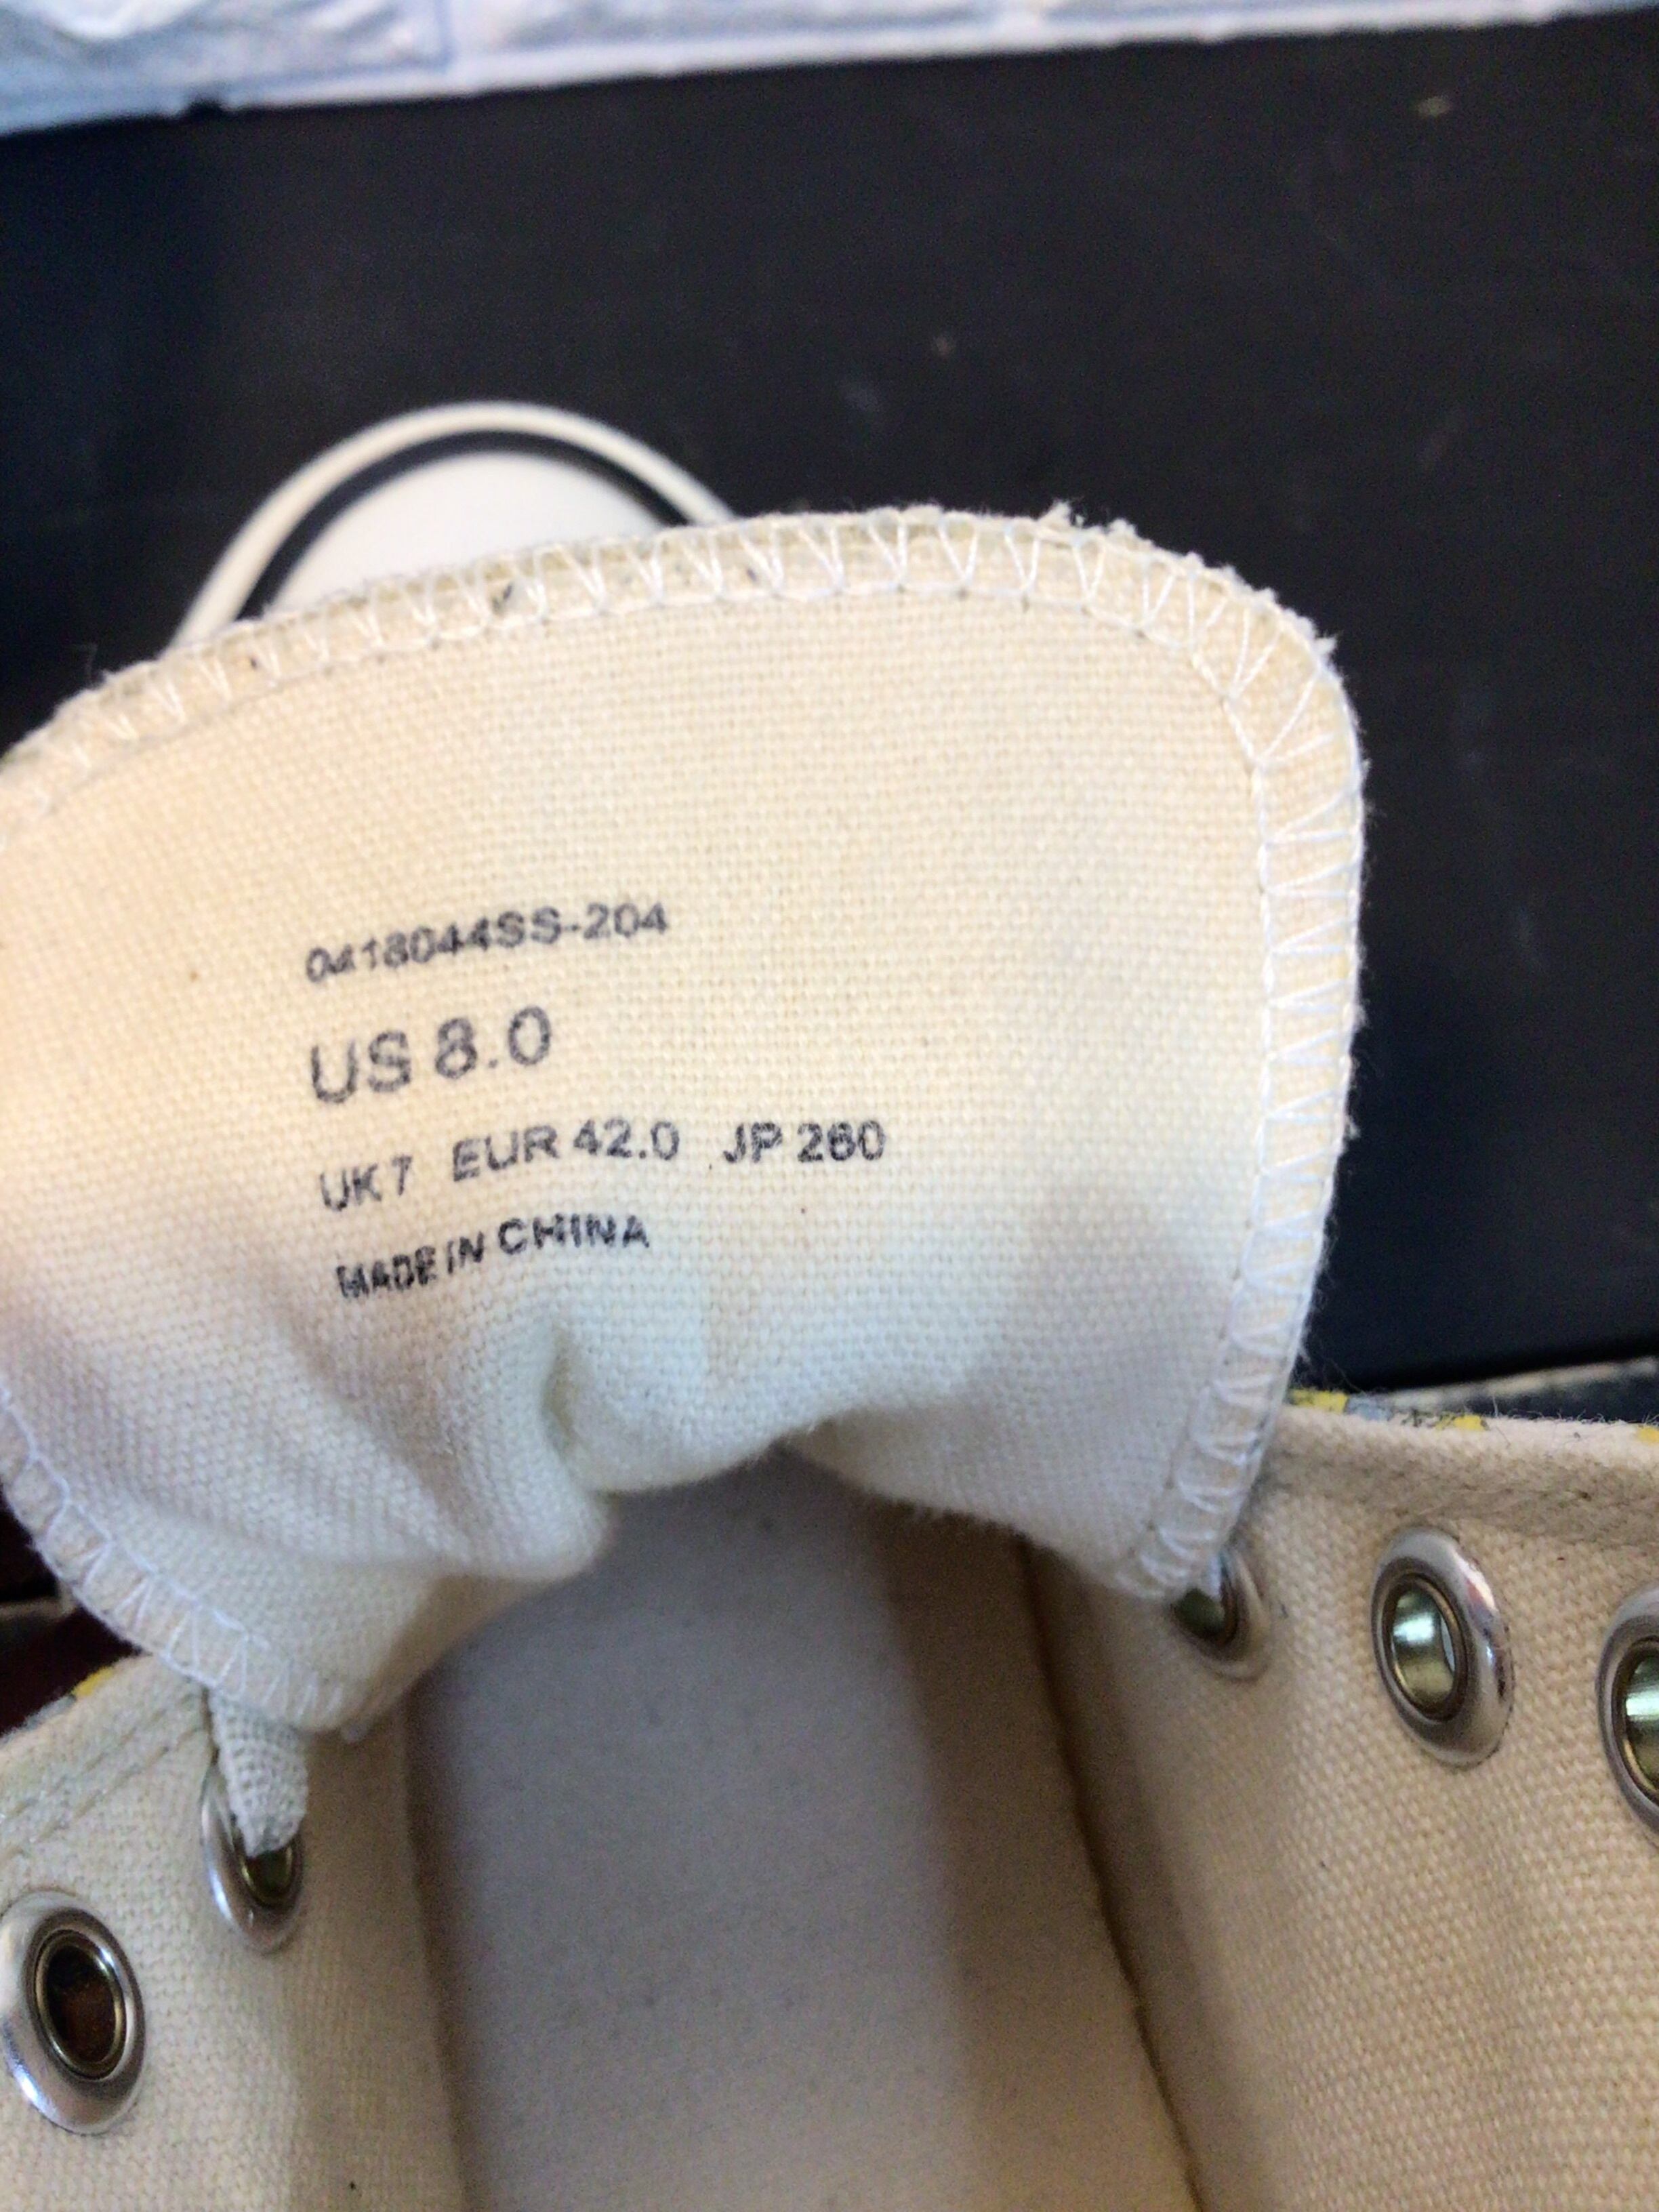 0418044SS-204
US 8.0
UK 7 EUR 42.0 JP 260
MADE IN CHINA